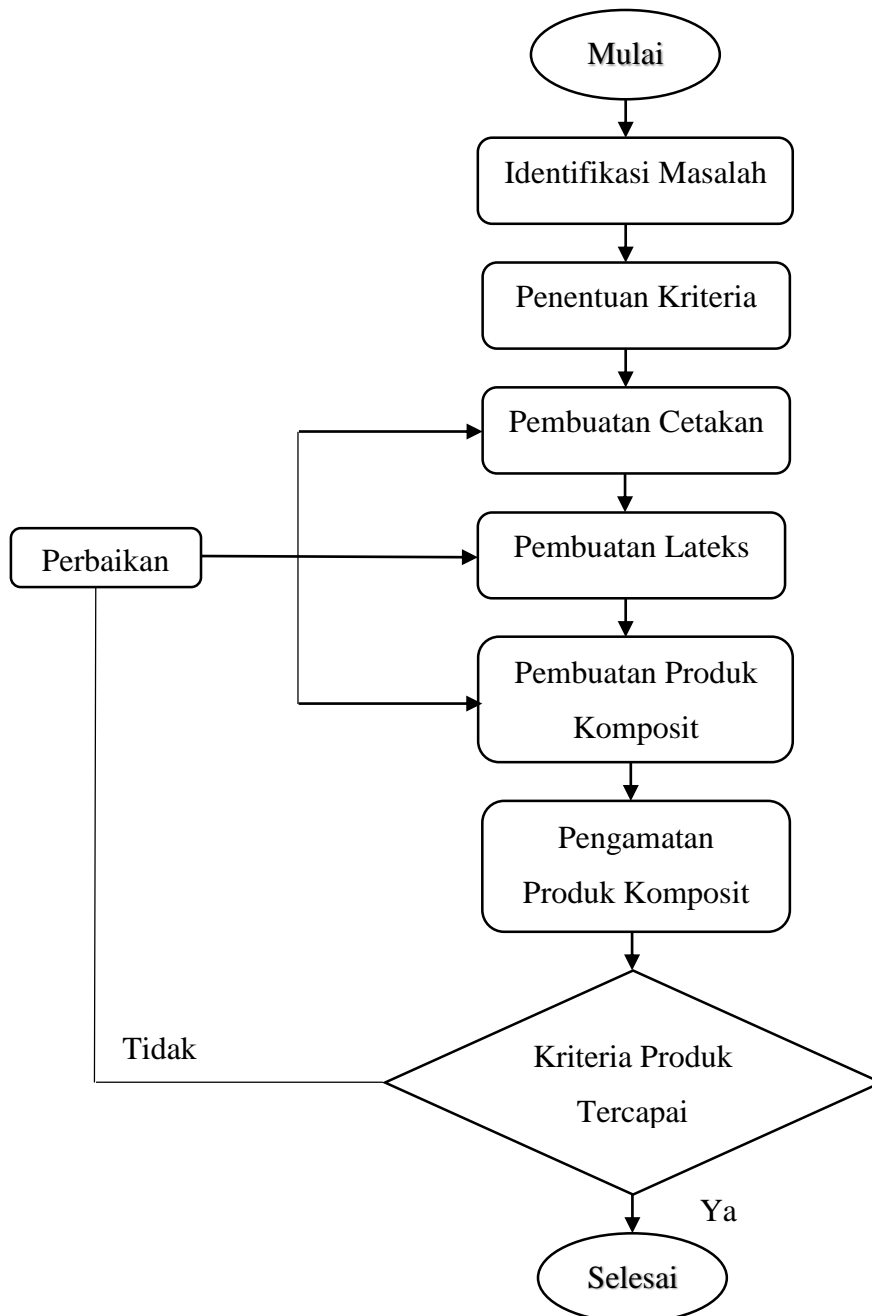 Mulai
Identifikasi Masalah
Penentuan Kriteria
Pembuatan Cetakan
Perbaikan
Pembuatan Lateks
Pembuatan Produk
Komposit
Pengamatan
Produk Komposit
Tidak
Kriteria Produk
Tercapai
Ya
Selesai